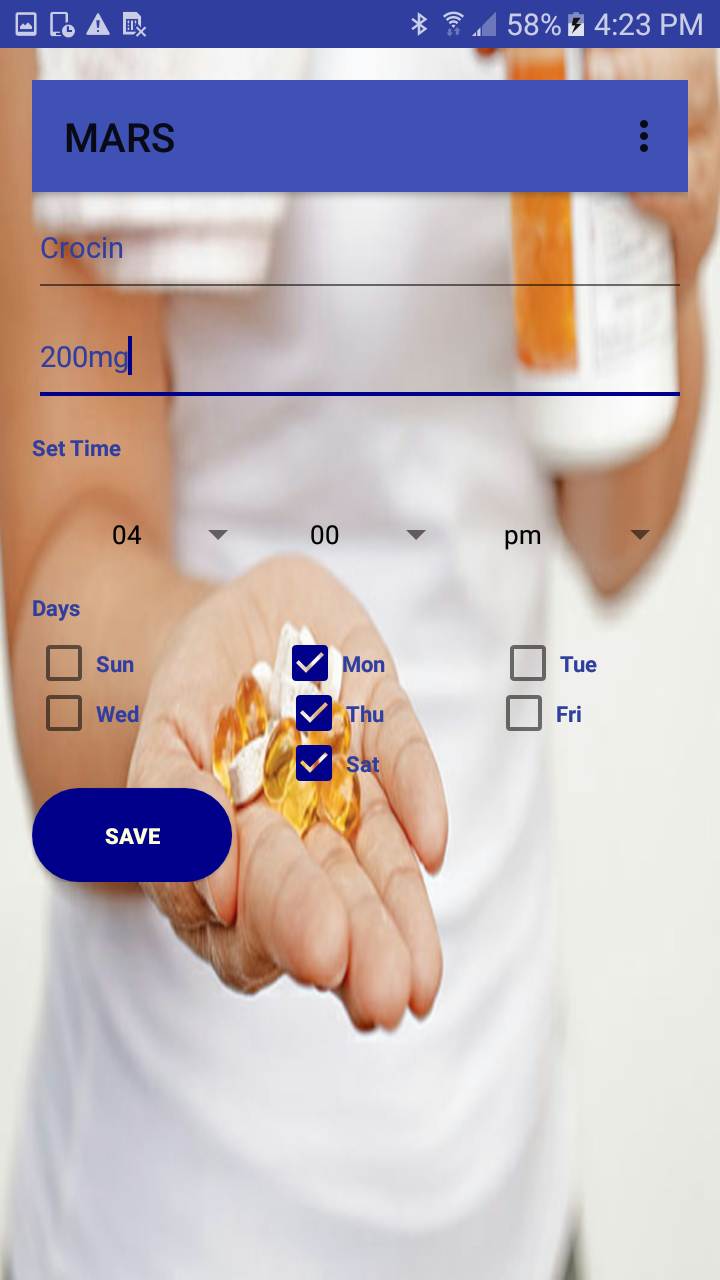 58% 4:23 PM
MARS
Crocin
200mg
Set Time
04 00 pm
Days
Sun Mon Tue
Wed Thu Fri
Sat
SAVE